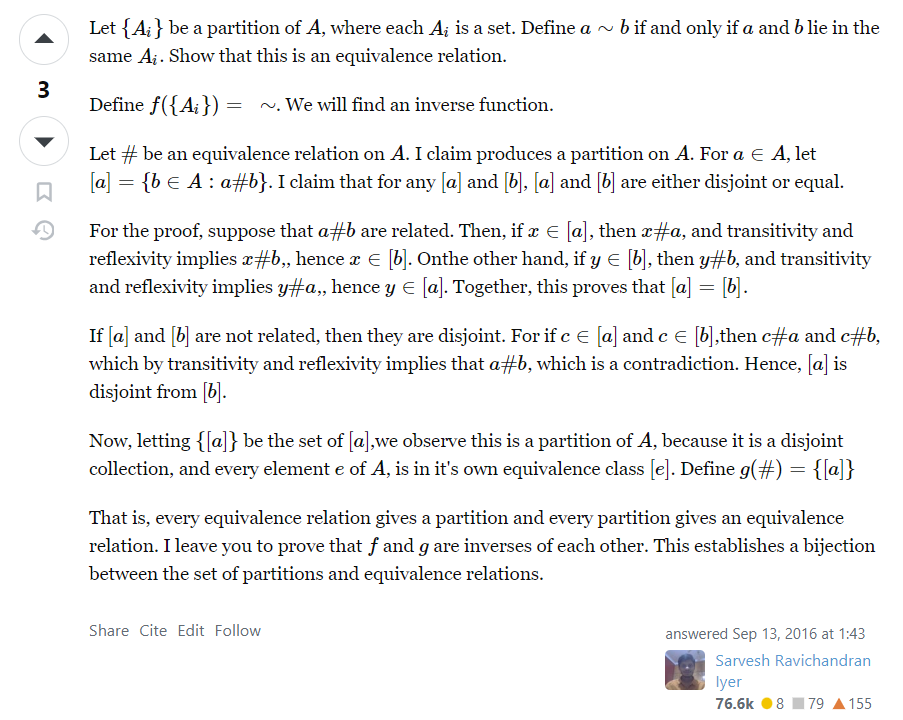 Let {Aᵢ} be a partition of A, where each Aᵢ is a set. Define a ∼ b if and only if a and b lie in the
same Aᵢ. Show that this is an equivalence relation.
3
Define f({Aᵢ}) = ∼. We will find an inverse function.
Let # be an equivalence relation on A. I claim produces a partition on A. For a ∈ A, let
[a] = {b ∈ A : a#b}. I claim that for any [a] and [b], [a] and [b] are either disjoint or equal.
For the proof, suppose that a#b are related. Then, if x ∈ [a], then x#a, and transitivity and
reflexivity implies x#b,, hence x ∈ [b]. Onthe other hand, if y ∈ [b], then y#b, and transitivity
and reflexivity implies y#a,, hence y ∈ [a]. Together, this proves that [a] = [b].
If [a] and [b] are not related, then they are disjoint. For if c ∈ [a] and c ∈ [b],then c#a and c#b,
which by transitivity and reflexivity implies that a#b, which is a contradiction. Hence, [a] is
disjoint from [b].
Now, letting {[a]} be the set of [a],we observe this is a partition of A, because it is a disjoint
collection, and every element e of A, is in it's own equivalence class [e]. Define g(#) = {[a]}
That is, every equivalence relation gives a partition and every partition gives an equivalence
relation. I leave you to prove that f and g are inverses of each other. This establishes a bijection
between the set of partitions and equivalence relations.
Share Cite Edit Follow
answered Sep 13, 2016 at 1:43
Sarvesh Ravichandran
Iyer
76.6k 8 79 155